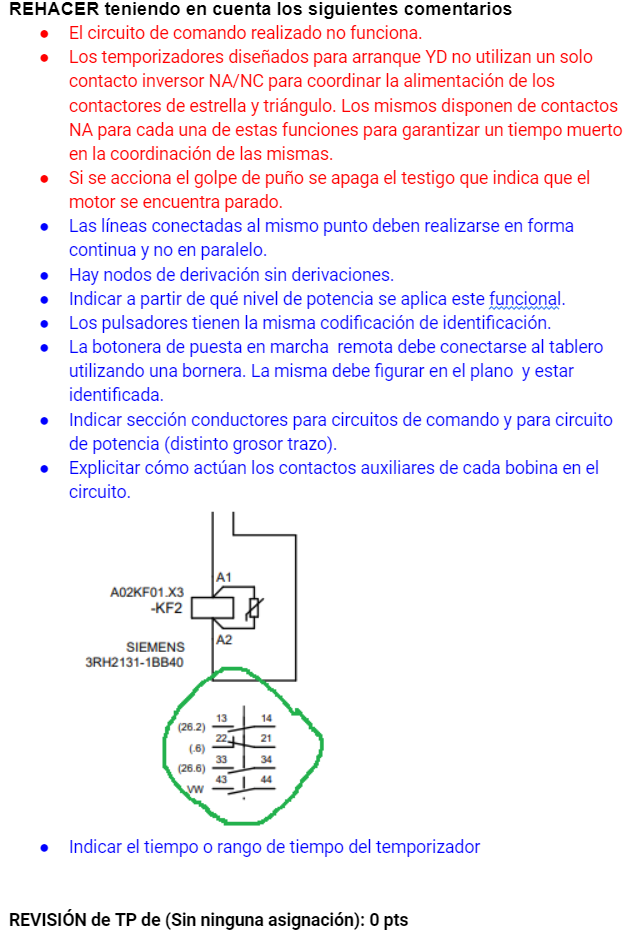 REHACER teniendo en cuenta los siguientes comentarios
● El circuito de comando realizado no funciona.
● Los temporizadores diseñados para arranque YD no utilizan un solo
contacto inversor NA/NC para coordinar la alimentación de los
contactores de estrella y triángulo. Los mismos disponen de contactos
NA para cada una de estas funciones para garantizar un tiempo muerto
en la coordinación de las mismas.
● Si se acciona el golpe de puño se apaga el testigo que indica que el
motor se encuentra parado.
● Las líneas conectadas al mismo punto deben realizarse en forma
continua y no en paralelo.
● Hay nodos de derivación sin derivaciones.
● Indicar a partir de qué nivel de potencia se aplica este funcional.
● Los pulsadores tienen la misma codificación de identificación.
● La botonera de puesta en marcha remota debe conectarse al tablero
utilizando una bornera. La misma debe figurar en el plano y estar
identificada.
● Indicar sección conductores para circuitos de comando y para circuito
de potencia (distinto grosor trazo).
● Explicitar cómo actúan los contactos auxiliares de cada bobina en el
circuito.
A1
A02KF01.X3
-KF2
A2
SIEMENS
3RH2131-1BB40
13 14
(26.2)
22 21
(.6)
33 34
(26.6)
43 44
VW
● Indicar el tiempo o rango de tiempo del temporizador
REVISIÓN de TP de (Sin ninguna asignación): 0 pts